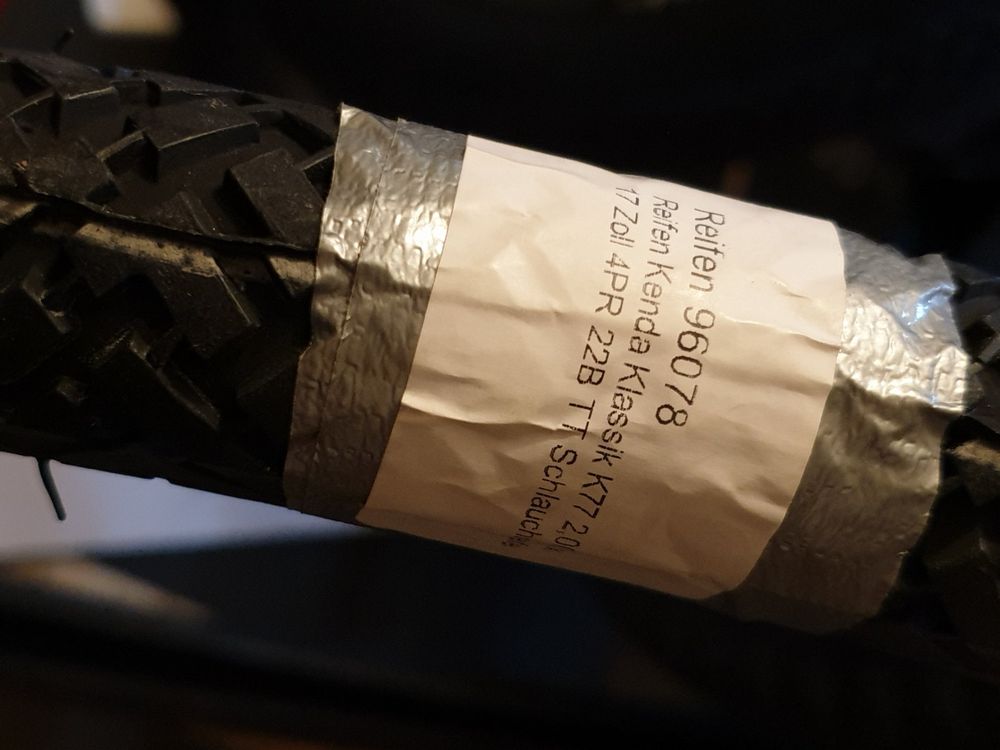 Reifen 96078
Reifen Kenda Klassik K77 2,0
17 Zoll 4PR 22B TT Schlauch